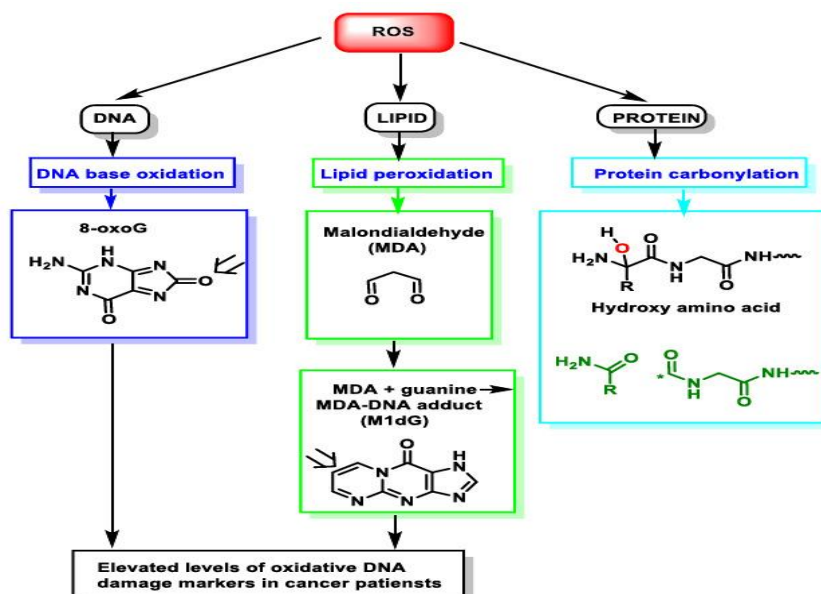 ROS
DNA
LIPID
PROTEIN
DNA base oxidation
Lipid peroxidation
Protein carbonylation
8-oxoG
H
N
H₂N
N
N
N
O
O
Malondialdehyde
(MDA)
O
O
H
O
O
H₂N
N
H
NH
R
O
Hydroxy amino acid
H₂N
O
R
O
*
N
H
O
NH
MDA + guanine
MDA-DNA adduct
(M1dG)
O
H
N
N
N
N
N
Elevated levels of oxidative DNA
damage markers in cancer patiensts